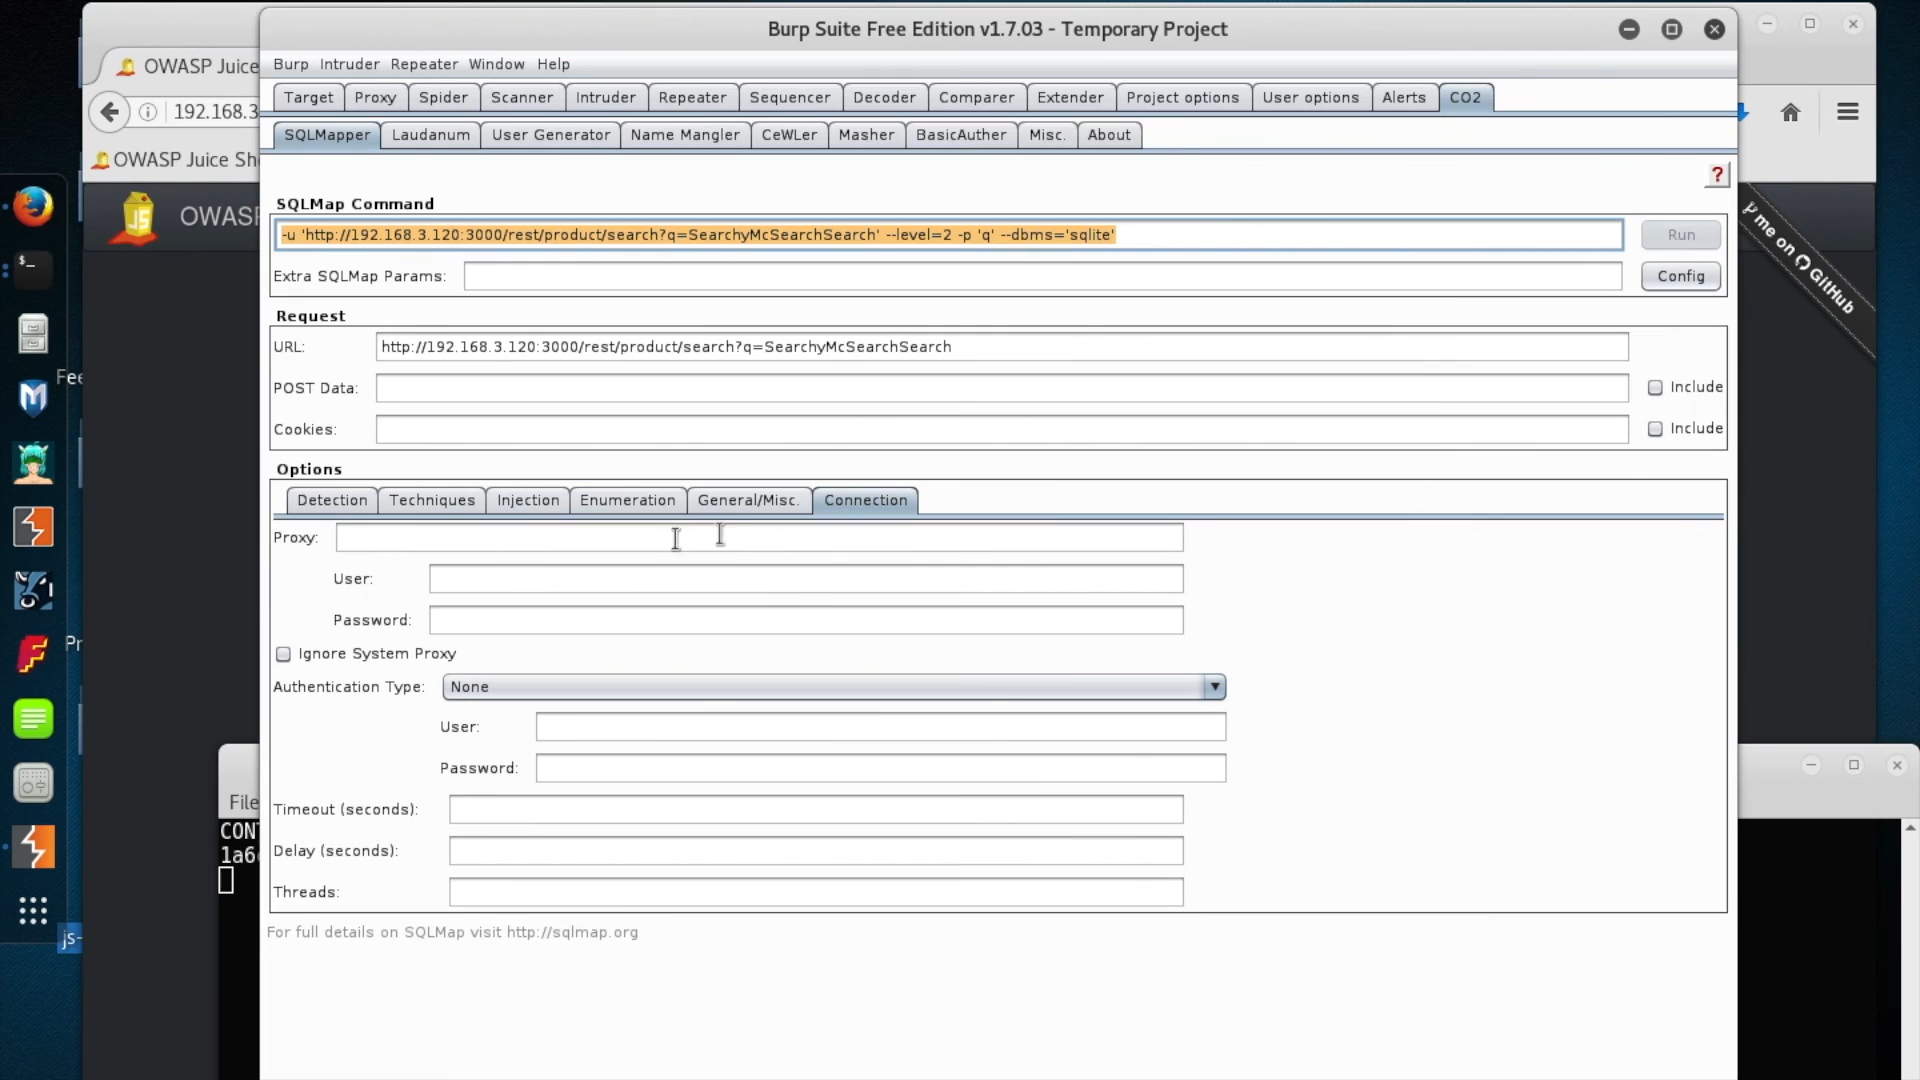 Burp Suite Free Edition v1.7.03 - Temporary Project
OWASP Juice
Burp Intruder Repeater Window Help
Target Proxy Spider Scanner Intruder Repeater Sequencer Decoder Comparer Extender Project options User options Alerts CO2
192.168.3
SQLMapper Laudanum User Generator Name Mangler CeWLer Masher BasicAuther Misc. About
OWASP Juice Sh
?
SQLMap Command
OWASP
-u 'http://192.168.3.120:3000/rest/product/search?q=SearchyMcSearchSearch' --level=2 -p 'q' --dbms='sqlite'
Run
me on GitHub
Extra SQLMap Params:
Config
Request
URL: http://192.168.3.120:3000/rest/product/search?q=SearchyMcSearchSearch
Fee
POST Data:
Include
Cookies:
Include
Options
Detection Techniques Injection Enumeration General/Misc. Connection
Proxy:
User:
Password:
Pr
Ignore System Proxy
Authentication Type: None
User:
Password:
File
Timeout (seconds):
CONT
Delay (seconds):
1a6
Threads:
For full details on SQLMap visit http://sqlmap.org
js-